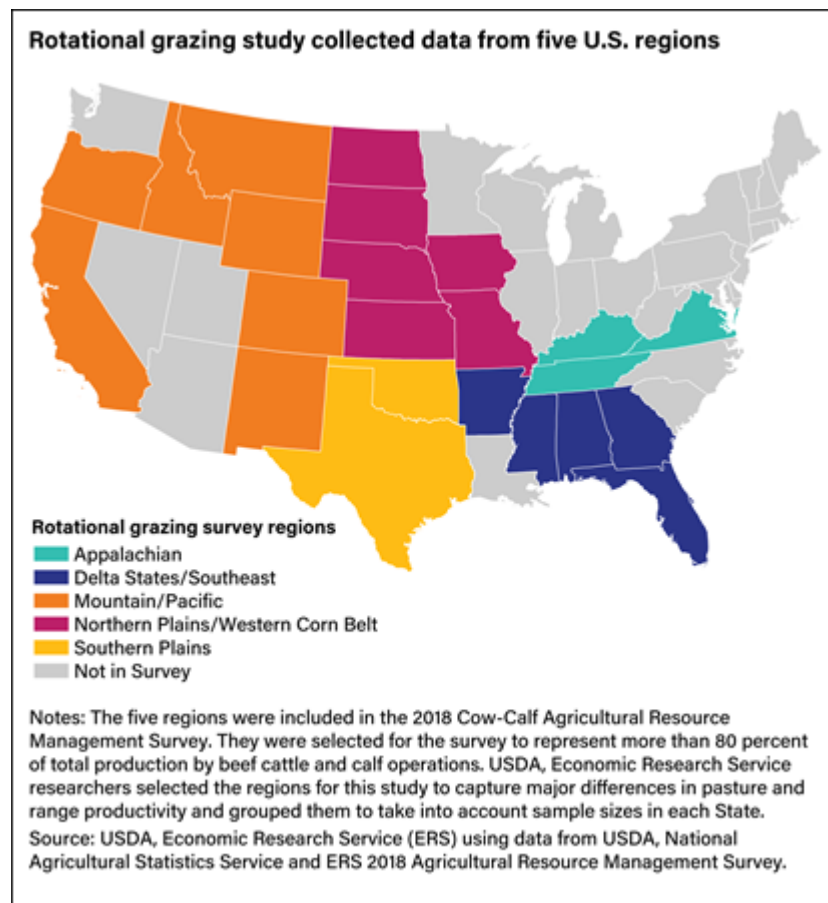 Rotational grazing study collected data from five U.S. regions
Rotational grazing survey regions
Appalachian
Delta States/Southeast
Mountain/Pacific
Northern Plains/Western Corn Belt
Southern Plains
Not in Survey
Notes: The five regions were included in the 2018 Cow-Calf Agricultural Resource
Management Survey. They were selected for the survey to represent more than 80 percent
of total production by beef cattle and calf operations. USDA, Economic Research Service
researchers selected the regions for this study to capture major differences in pasture and
range productivity and grouped them to take into account sample sizes in each State.
Source: USDA, Economic Research Service (ERS) using data from USDA, National
Agricultural Statistics Service and ERS 2018 Agricultural Resource Management Survey.